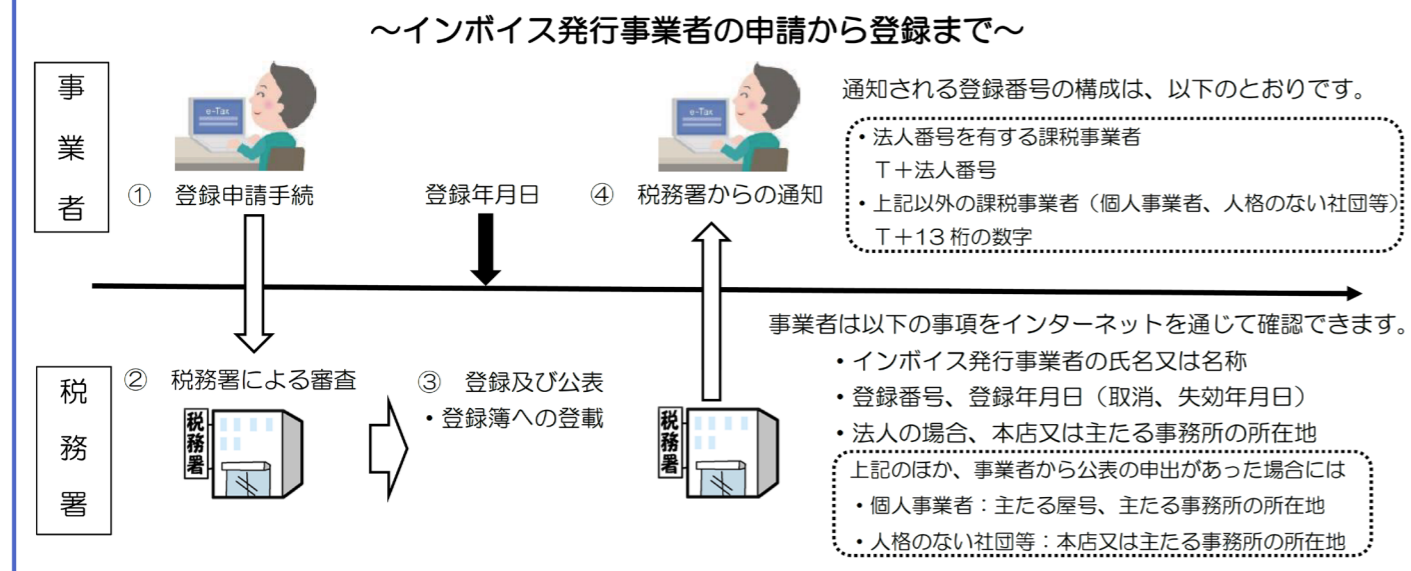 ～インボイス発行事業者の申請から登録まで～
事業者
e-Tax
① 登録申請手続
登録年月日
e-Tax
④ 税務署からの通知
通知される登録番号の構成は、以下のとおりです。
・法人番号を有する課税事業者
T＋法人番号
・上記以外の課税事業者（個人事業者、人格のない社団等）
T＋13 桁の数字
税務署
② 税務署による審査
税務署
③ 登録及び公表
・登録簿への登載
税務署
事業者は以下の事項をインターネットを通じて確認できます。
・インボイス発行事業者の氏名又は名称
・登録番号、登録年月日（取消、失効年月日）
・法人の場合、本店又は主たる事務所の所在地
上記のほか、事業者から公表の申出があった場合には
・個人事業者：主たる屋号、主たる事務所の所在地
・人格のない社団等：本店又は主たる事務所の所在地